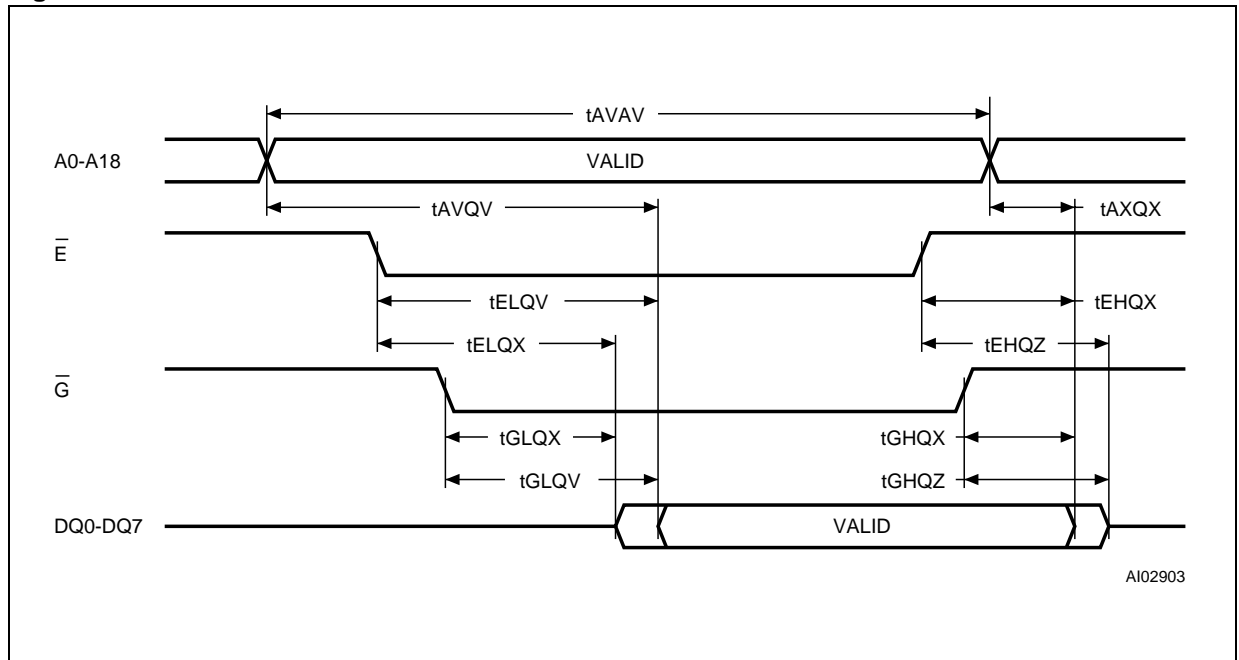 tAVAV
A0-A18 VALID
tAVQV tAXQX
E
tELQV tEHQX
tELQX tEHQZ
G
tGLQX tGHQX
tGLQV tGHQZ
DQ0-DQ7 VALID
AI02903